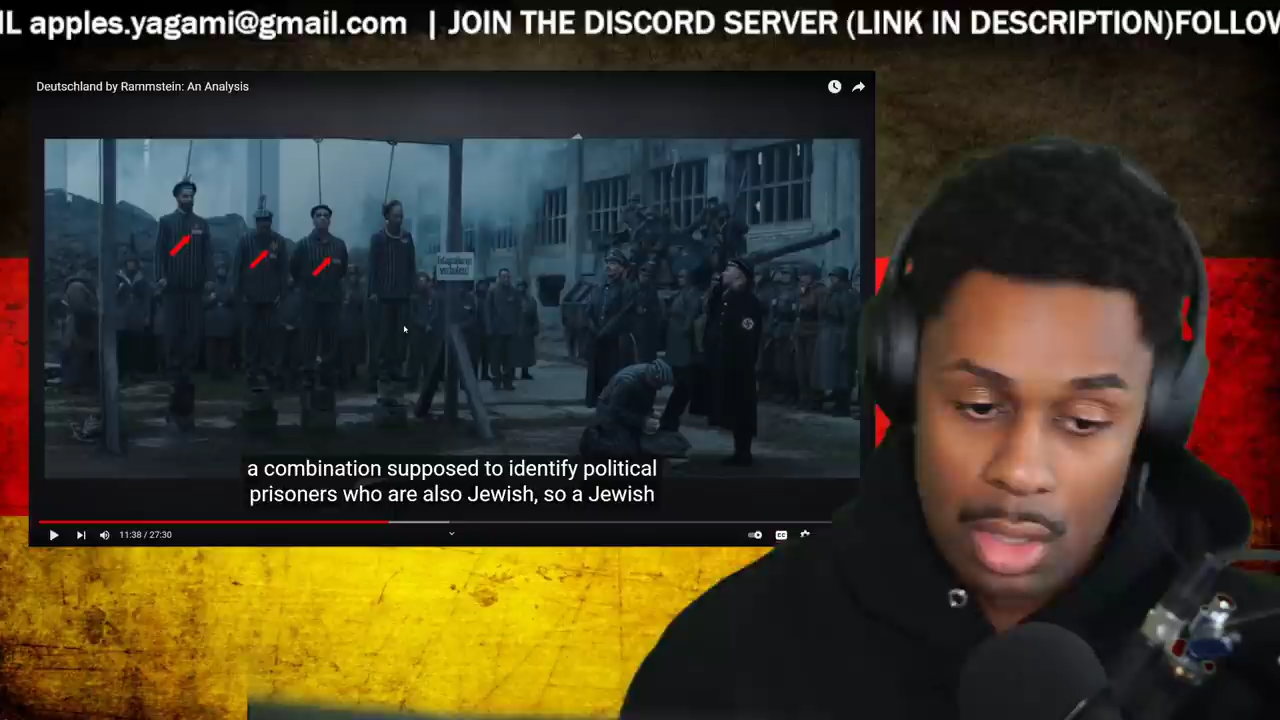 IL apples.yagami@gmail.com | JOIN THE DISCORD SERVER (LINK IN DESCRIPTION)FOLLOW
Deutschland by Rammstein: An Analysis
a combination supposed to identify political
prisoners who are also Jewish, so a Jewish
11:38 / 27:30
CC